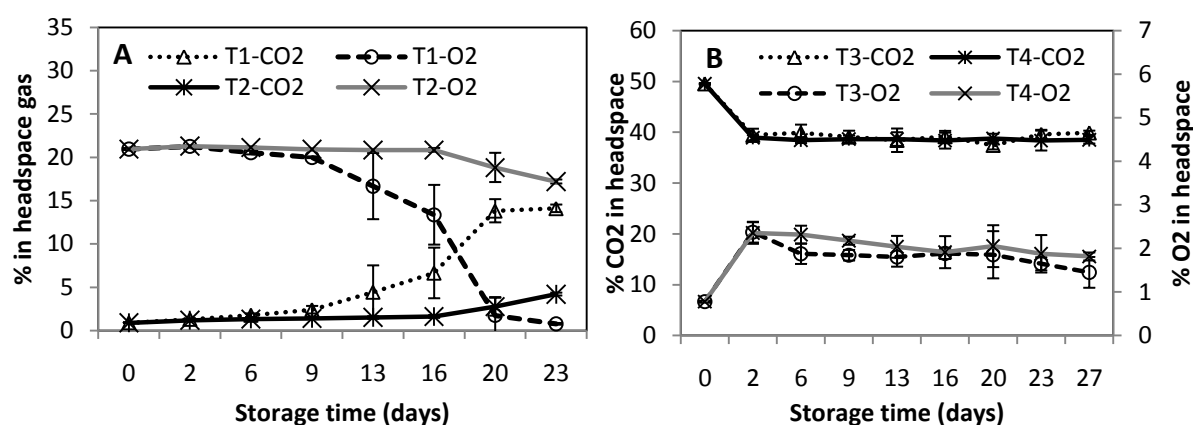 A
T1-CO2 T1-O2
T2-CO2 T2-O2
% in headspace gas
35
30
25
20
15
10
5
0
0 2 6 9 13 16 20 23
Storage time (days)
B
T3-CO2 T4-CO2
T3-O2 T4-O2
% CO2 in headspace
60
50
40
30
20
10
0
% O2 in headspace
7
6
5
4
3
2
1
0
0 2 6 9 13 16 20 23 27
Storage time (days)